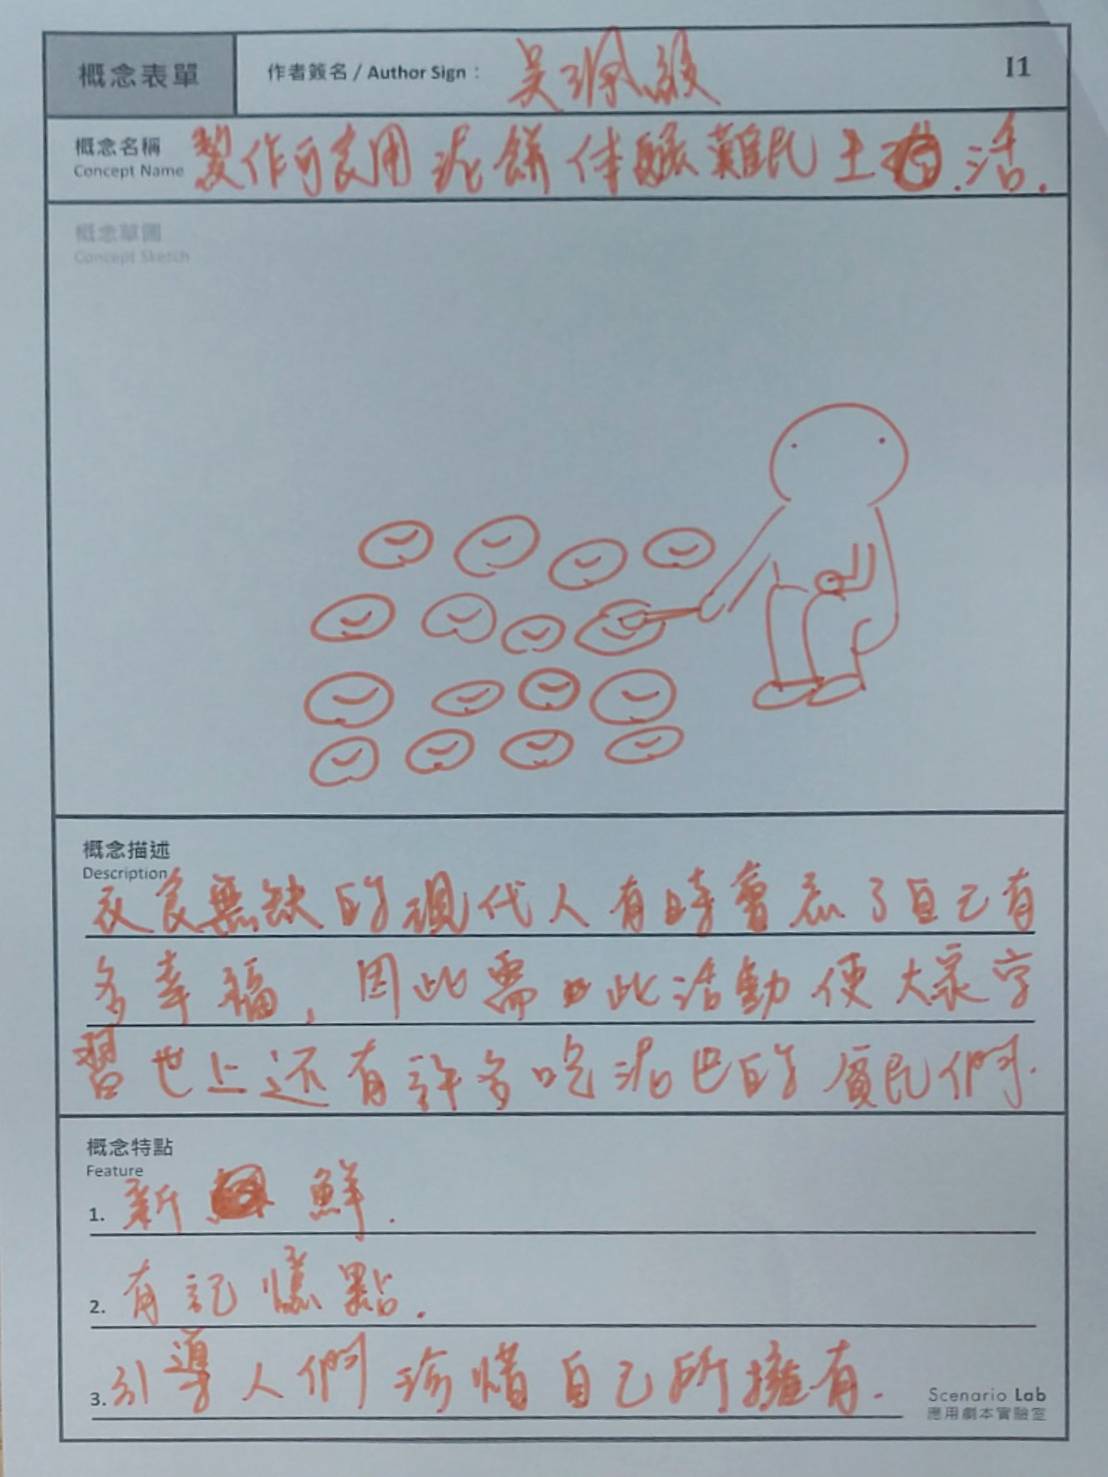 概念表單
作者簽名 / Author Sign：
I1
概念名稱
Concept Name
製作可食用泥餅体驗難民生活.
概念草圖
Concept Sketch
概念描述
Description
衣食無缺的現代人有時會忘了自己有
多幸福，因此需 此活動使大家学
習世上还有許多吃泥巴的貧民們.
概念特點
Feature
1. 新 鮮.
2. 有記憶點.
3. 引導人們珍惜自己所擁有.
Scenario Lab
應用劇本實驗室